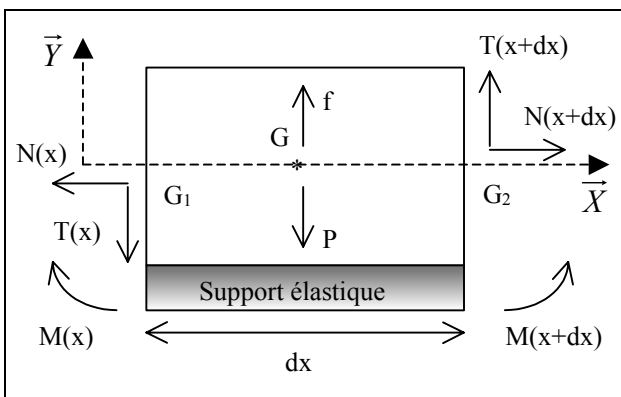 Y
T(x+dx)
f
N(x+dx)
G
N(x)
*
G1
G2
X
T(x)
P
Support élastique
M(x)
M(x+dx)
dx